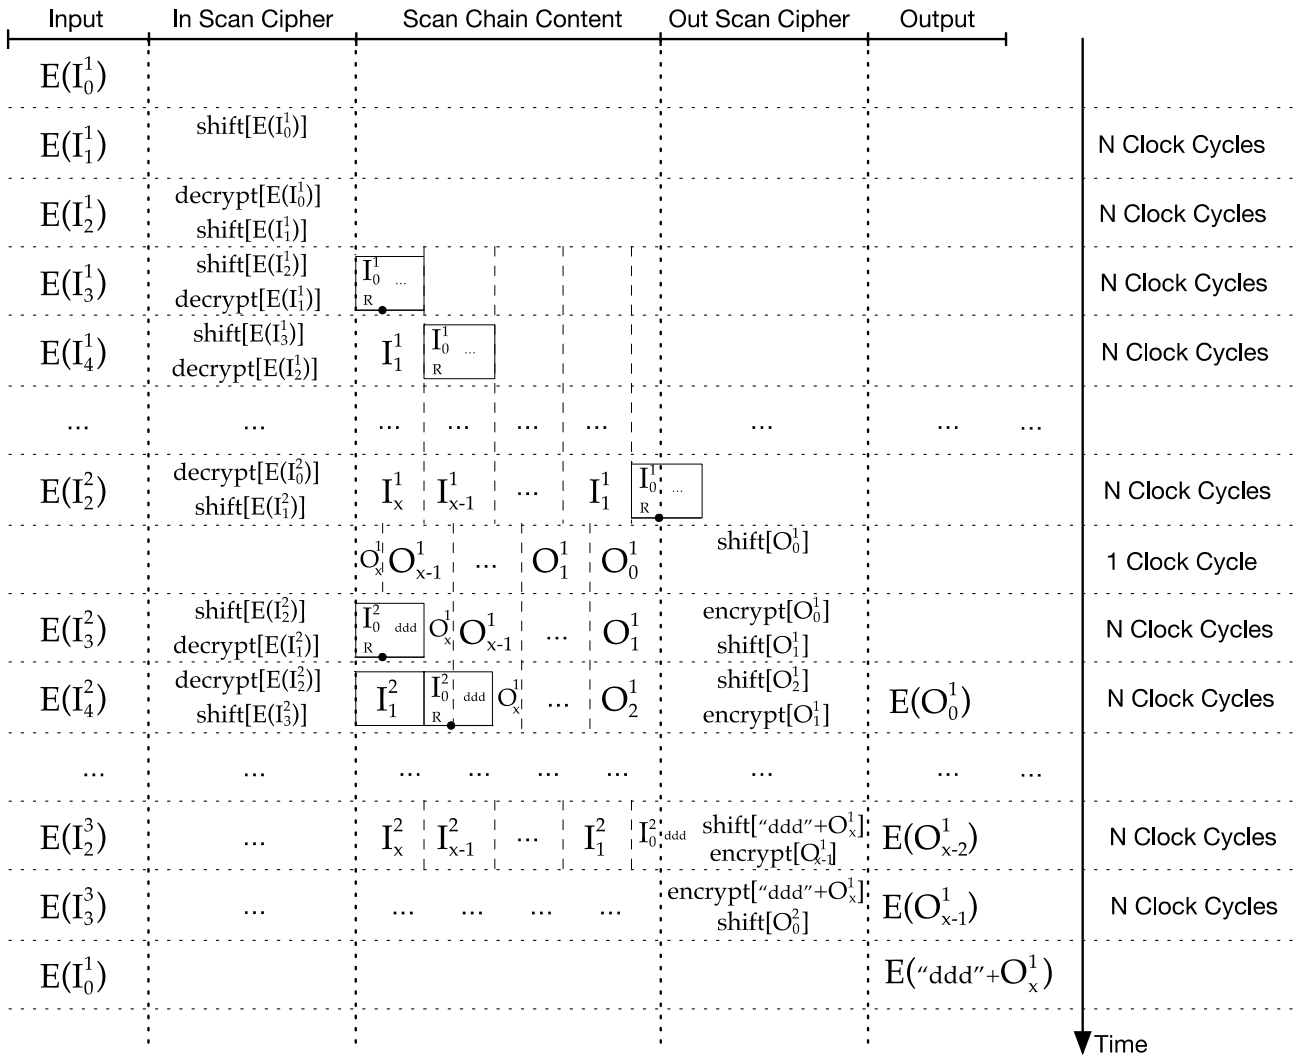 Input In Scan Cipher Scan Chain Content Out Scan Cipher Output
E(I₀¹)
E(I₁¹) shift[E(I₀¹)] N Clock Cycles
decrypt[E(I₀¹)]
E(I₂¹) N Clock Cycles
shift[E(I₁¹)]
shift[E(I₂¹)] I₀¹ ...
E(I₃¹) N Clock Cycles
decrypt[E(I₁¹)] R
shift[E(I₃¹)] I₀¹ ...
E(I₄¹) I₁¹ N Clock Cycles
decrypt[E(I₂¹)] R
... ... ... ... ... ... ... ... ...
decrypt[E(I₀²)] I₀¹ ...
E(I₂²) Iₓ¹ Iₓ₋₁¹ ... I₁¹ N Clock Cycles
shift[E(I₁²)] R
shift[O₀¹]
Oₓ¹ Oₓ₋₁¹ ... O₁¹ O₀¹ 1 Clock Cycle
shift[E(I₂²)] I₀² ddd encrypt[O₀¹]
E(I₃²) Oₓ¹ Oₓ₋₁¹ ... O₁¹ N Clock Cycles
decrypt[E(I₁²)] R shift[O₁¹]
decrypt[E(I₂²)] I₀² ddd shift[O₂¹]
E(I₄²) I₁² Oₓ¹ ... O₂¹ E(O₀¹) N Clock Cycles
shift[E(I₃²)] R encrypt[O₁¹]
... ... ... ... ... ... ... ... ...
shift["ddd"+Oₓ¹]
E(I₂³) ... Iₓ² Iₓ₋₁² ... I₁² I₀² ddd E(Oₓ₋₂¹) N Clock Cycles
encrypt[Oₓ₋₁¹]
encrypt["ddd"+Oₓ¹]
E(I₃³) ... ... ... ... ... E(Oₓ₋₁¹) N Clock Cycles
shift[O₀²]
E(I₀¹) E("ddd"+Oₓ¹)
Time